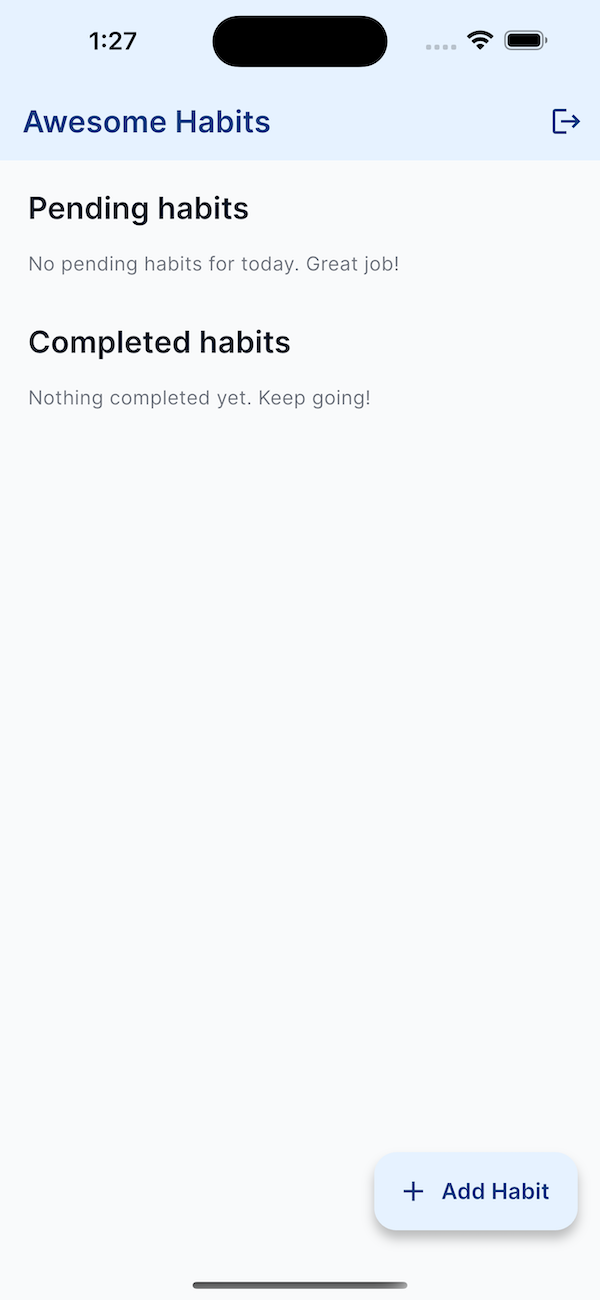 1:27
Awesome Habits
Pending habits
No pending habits for today. Great job!
Completed habits
Nothing completed yet. Keep going!
+ Add Habit